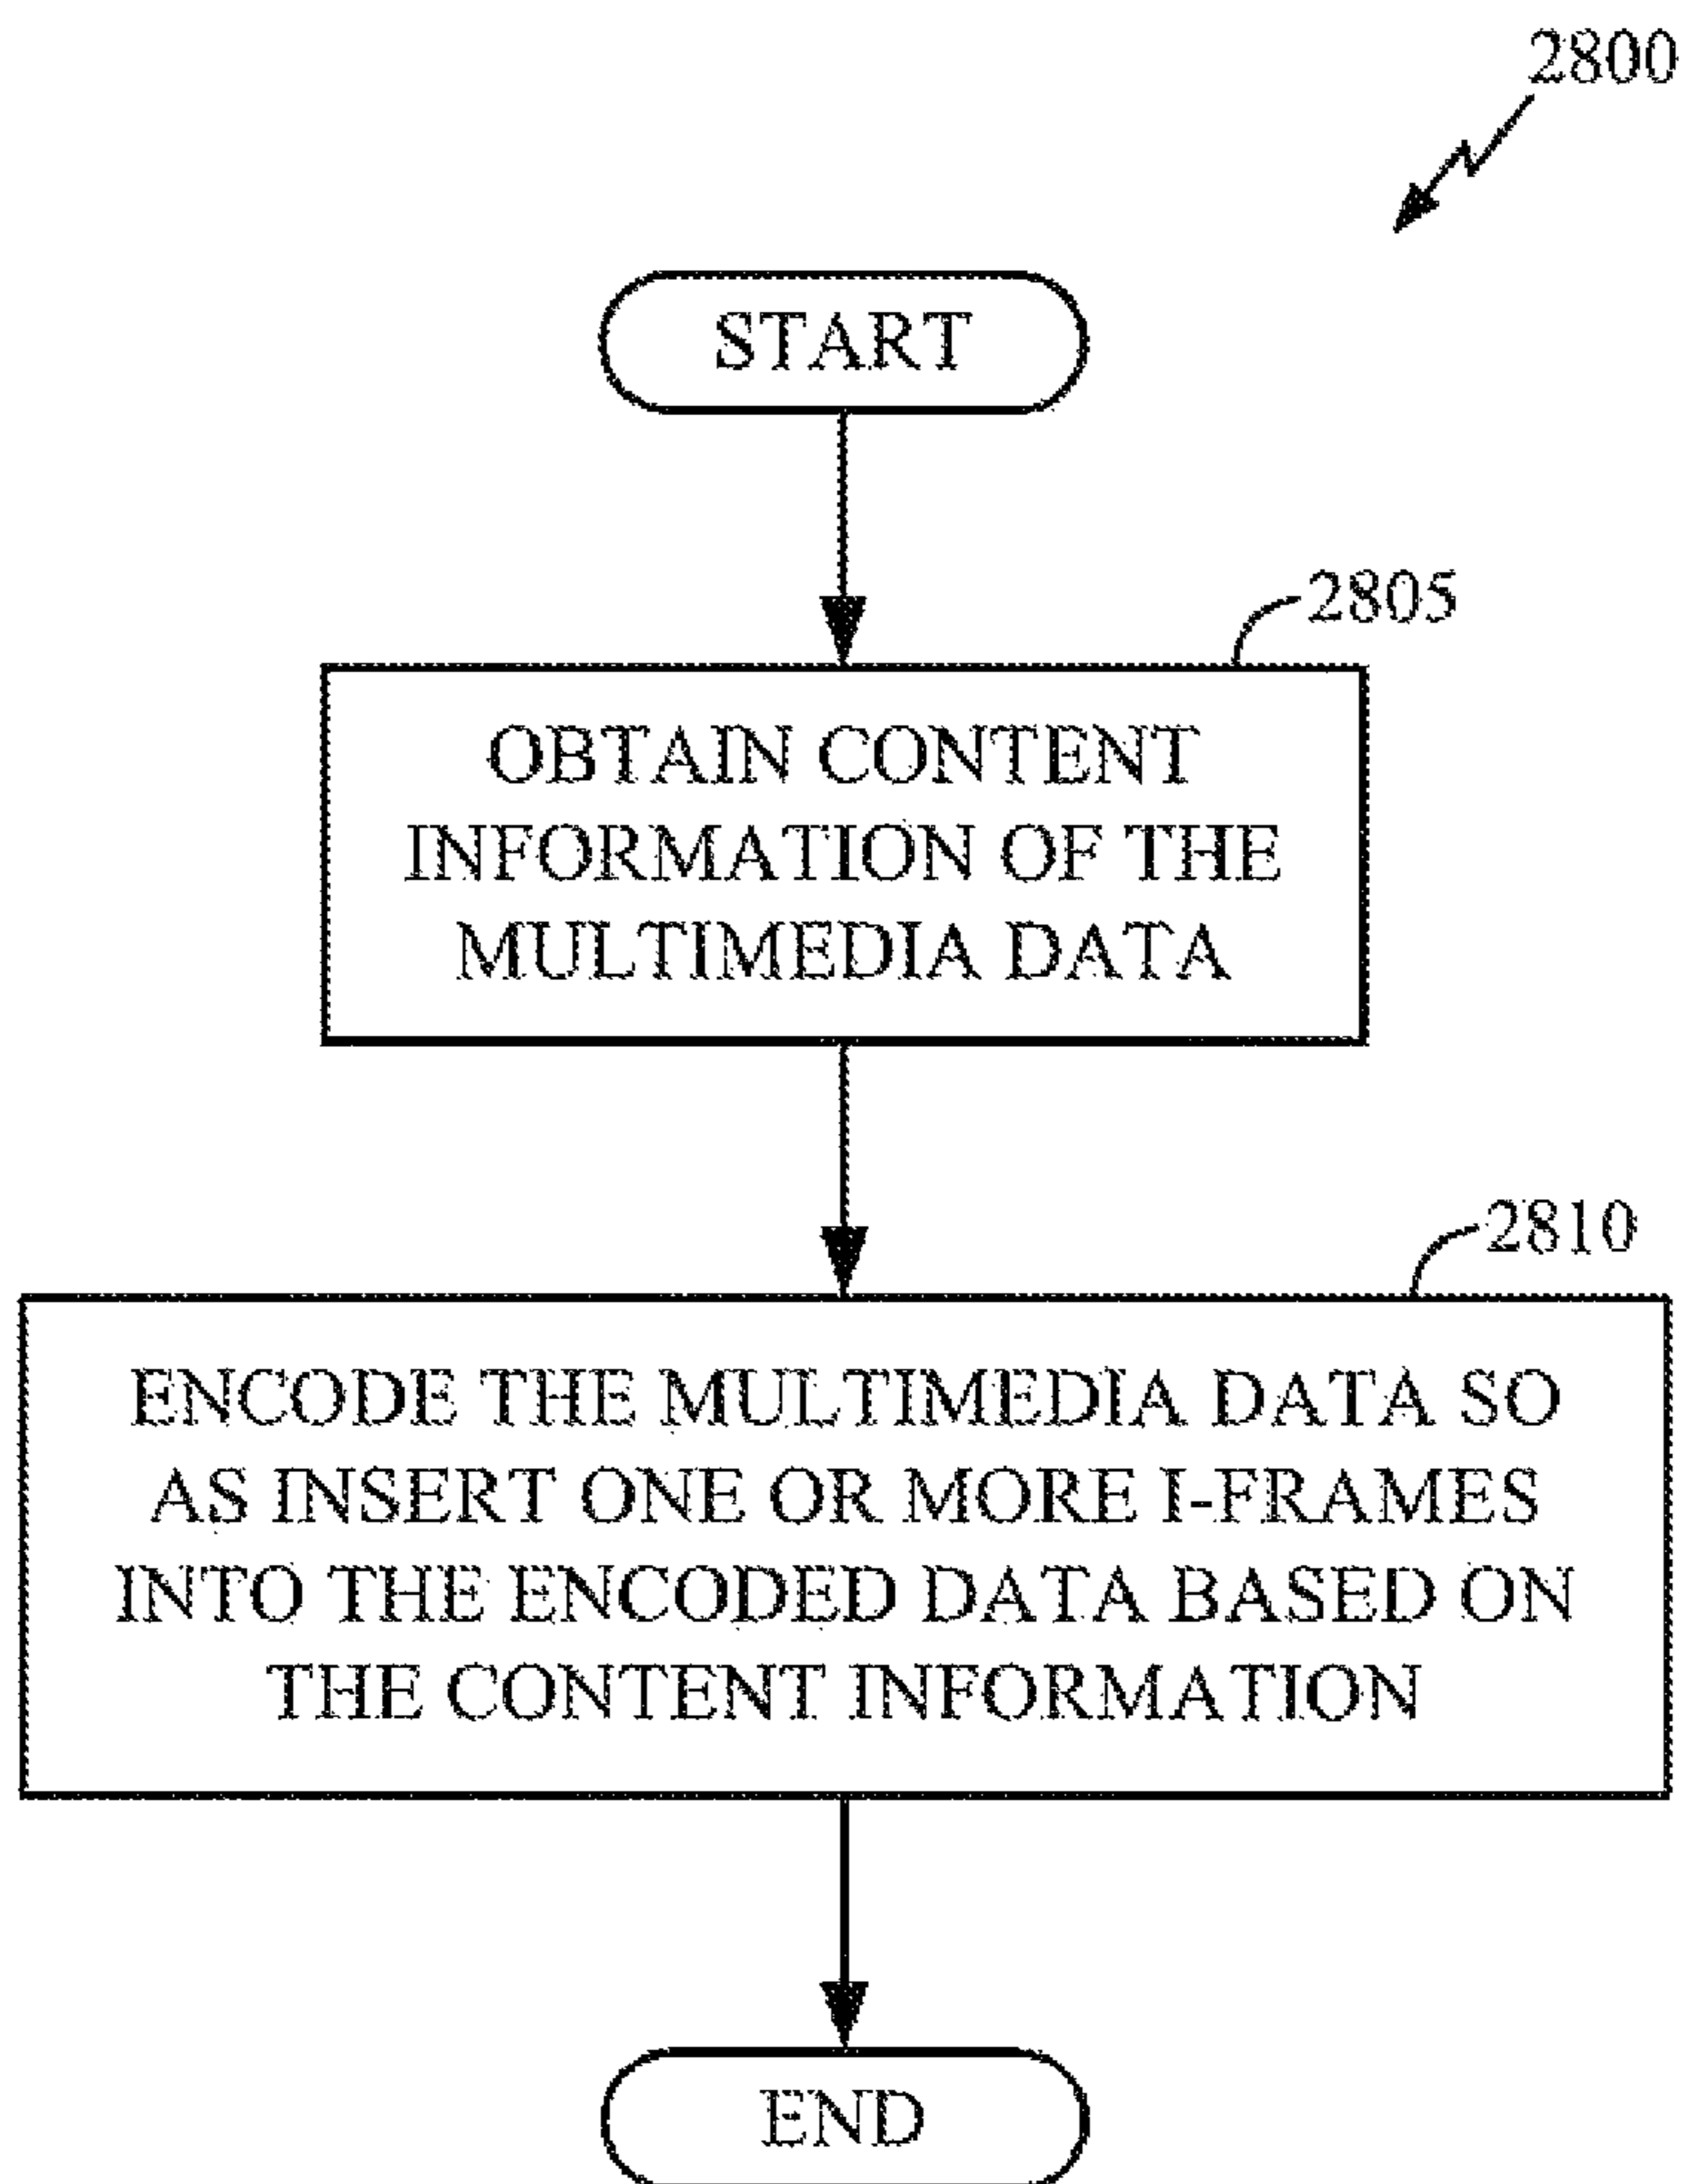 2800
START
2805
OBTAIN CONTENT
INFORMATION OF THE
MULTIMEDIA DATA
2810
ENCODE THE MULTIMEDIA DATA SO
AS INSERT ONE OR MORE I-FRAMES
INTO THE ENCODED DATA BASED ON
THE CONTENT INFORMATION
END